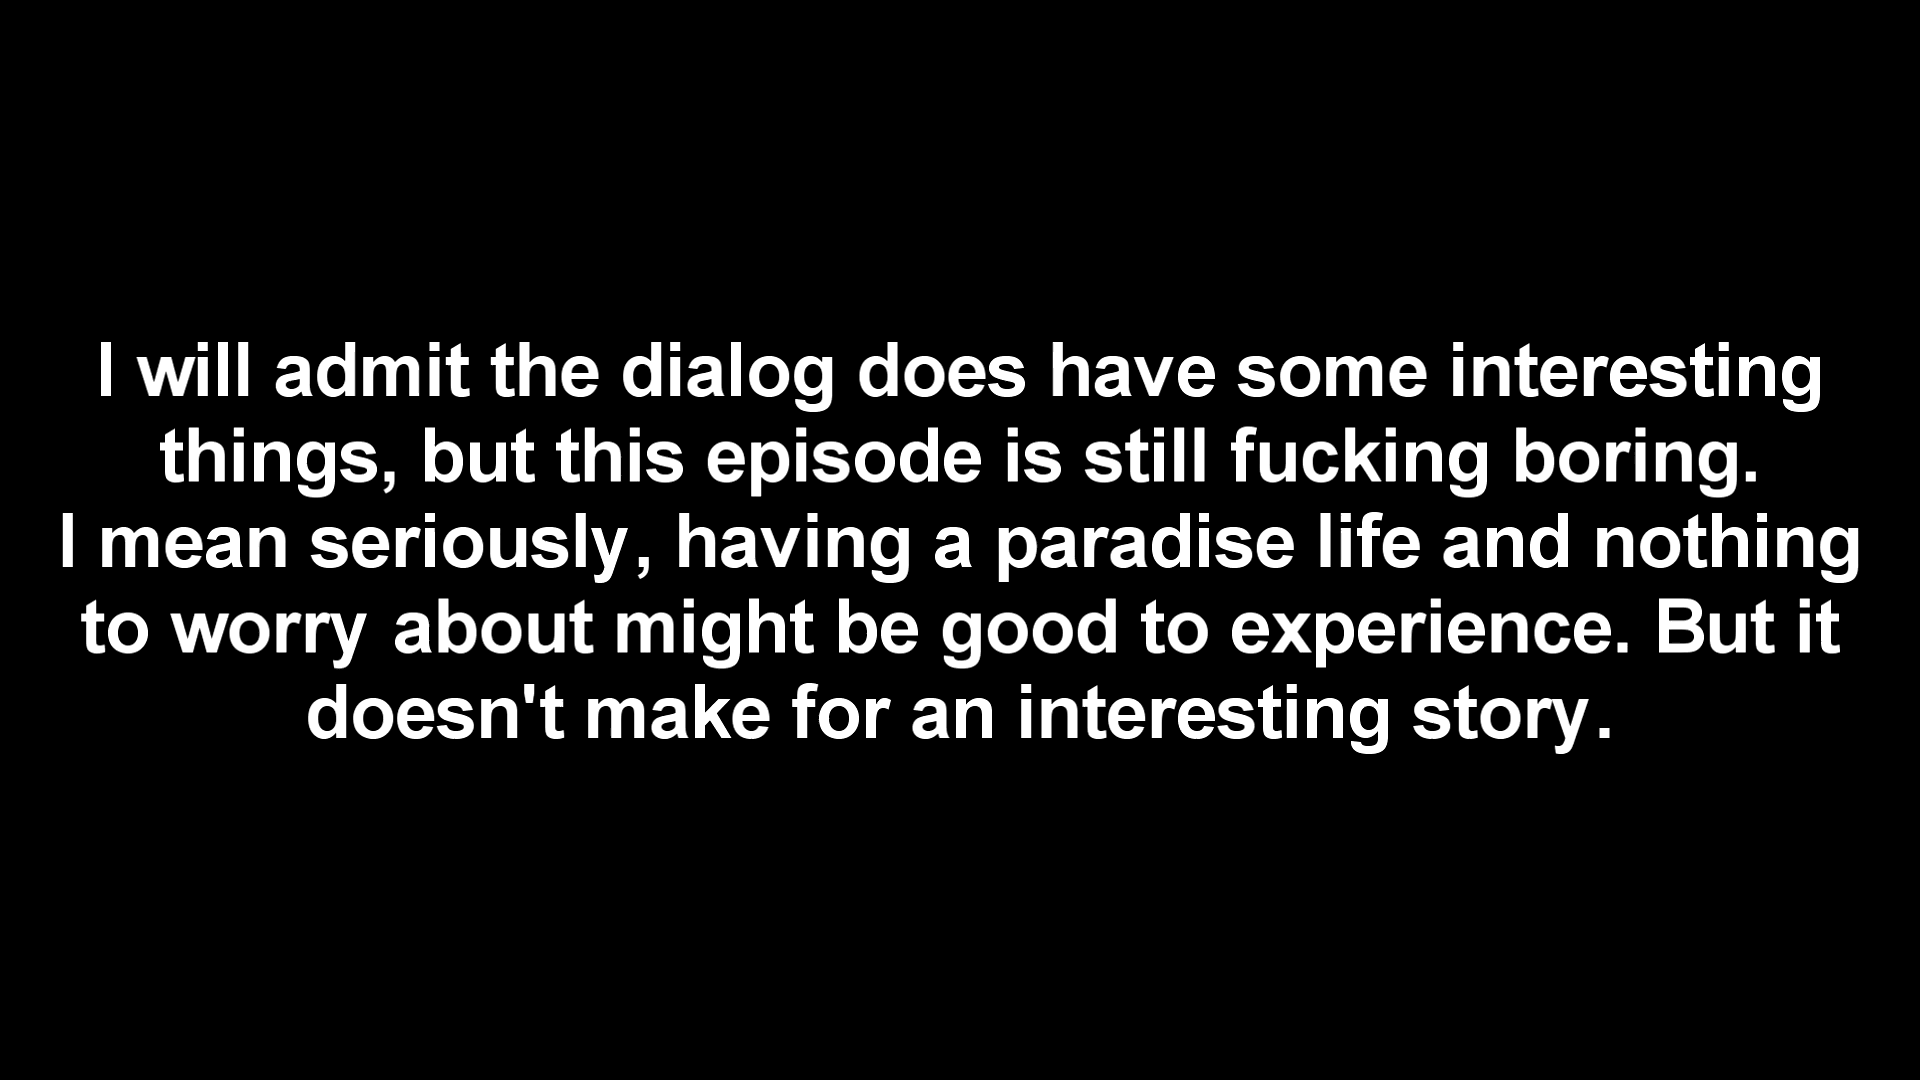 I will admit the dialog does have some interesting
things, but this episode is still fucking boring.
I mean seriously, having a paradise life and nothing
to worry about might be good to experience. But it
doesn't make for an interesting story.